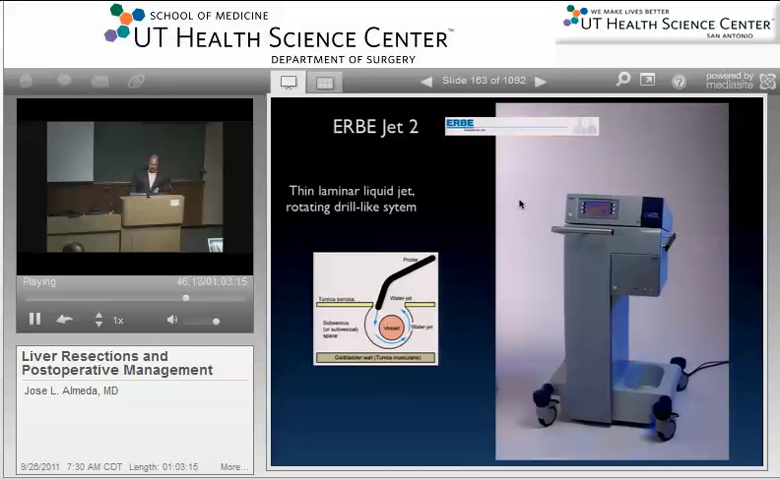 SCHOOL OF MEDICINE
UT HEALTH SCIENCE CENTER™
DEPARTMENT OF SURGERY
WE MAKE LIVES BETTER
UT HEALTH SCIENCE CENTER
SAN ANTONIO
Slide 163 of 1092
powered by
mediasite
Playing
46:18/01:03:15
1x
Liver Resections and
Postoperative Management
Jose L. Almeda, MD
9/26/2011 7:30 AM CDT Length: 01:03:15 More...
ERBE Jet 2
ERBE
Thin laminar liquid jet,
rotating drill-like sytem
Probe
Tunica serosa
Water-jet
Subserous
(or subvesical)
space
Vessel
Water-jet
Gallbladder wall (Tunica muscularis)